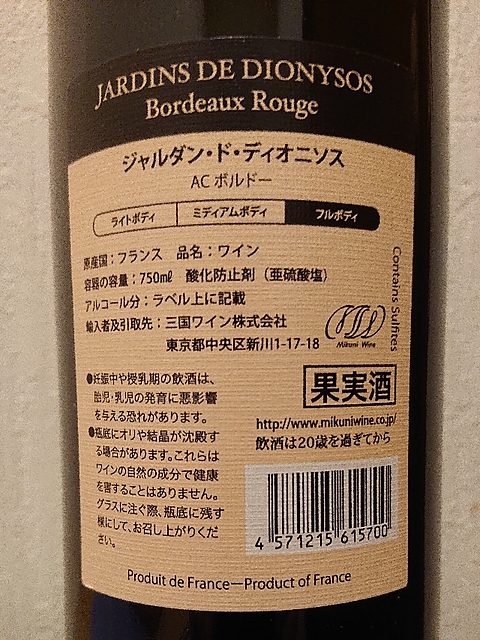 JARDINS DE DIONYSOS
Bordeaux Rouge
ジャルダン・ド・ディオニソス
AC ボルドー
ライトボディ ミディアムボディ フルボディ
原産国：フランス 品名：ワイン
容器の容量：750㎖ 酸化防止剤（亜硫酸塩）
アルコール分：ラベル上に記載
輸入者及引取先：三国ワイン株式会社
東京都中央区新川1-17-18
Contains Sulfites
Mikuni Wine
●妊娠中や授乳期の飲酒は、
胎児・乳児の発育に悪影響
を与える恐れがあります。
●瓶底にオリや結晶が沈殿す
る場合があります。これらは
ワインの自然の成分で健康
を害することはありません。
グラスに注ぐ際、瓶底に残す
様にして、お召し上がりくだ
さい。
果実酒
http://www.mikuniwine.co.jp/
飲酒は20歳を過ぎてから
4 571215 615700
Produit de France—Product of France